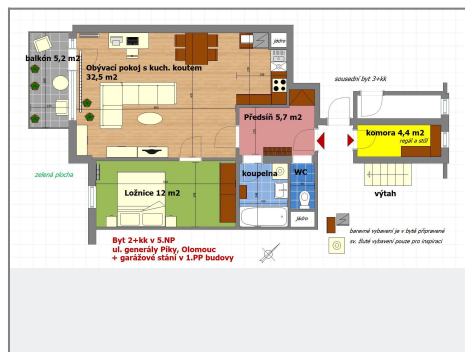 jádro
balkón 5,2 m2
Obývací pokoj s kuch. koutem
32,5 m2
sousední byt 3+kk
Předsíň 5,7
m2
komora 4,4 m2
regál a stůl
zelená plocha
Ložnice 12 m2
koupelna
WC
výtah
jádro
Byt 2+kk v 5.NP
ul. generály Píky, Olomouc
+ garážové stání v 1.PP budovy
barevné vybavení je v bytě připravené
sv. žluté vybavení pouze pro inspiraci